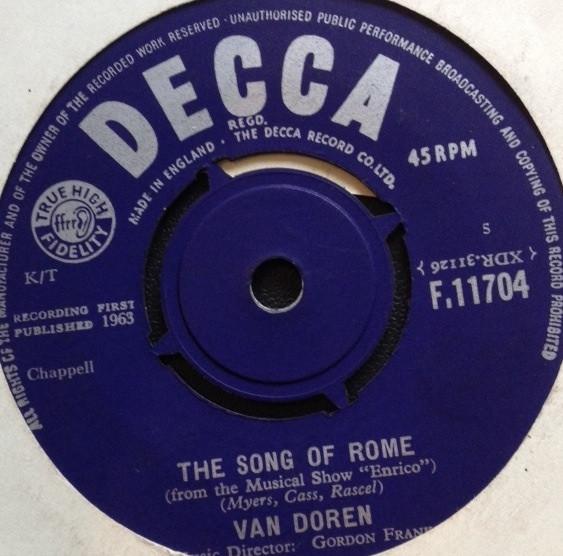 ALL RIGHTS OF THE MANUFACTURER AND OF THE OWNER OF THE RECORDED WORK RESERVED · UNAUTHORISED PUBLIC PERFORMANCE BROADCASTING AND COPYING OF THIS RECORD PROHIBITED
DECCA
REGD.
MADE IN ENGLAND · THE DECCA RECORD CO. LTD.
45 RPM
TRUE HIGH
ffrr
FIDELITY
S
K/T
XDR.31126
F.11704
RECORDING FIRST
PUBLISHED 1963
Chappell
THE SONG OF ROME
(from the Musical Show "Enrico")
(Myers, Cass, Rascel)
VAN DOREN
Director: GORDON